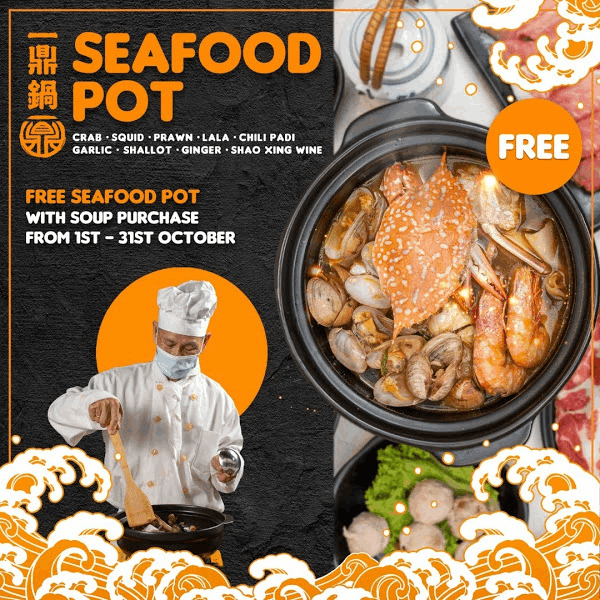 一鼎鍋
SEAFOOD
POT
CRAB · SQUID · PRAWN · LALA · CHILI PADI
GARLIC · SHALLOT · GINGER · SHAO XING WINE
FREE
FREE SEAFOOD POT
WITH SOUP PURCHASE
FROM 1ST – 31ST OCTOBER